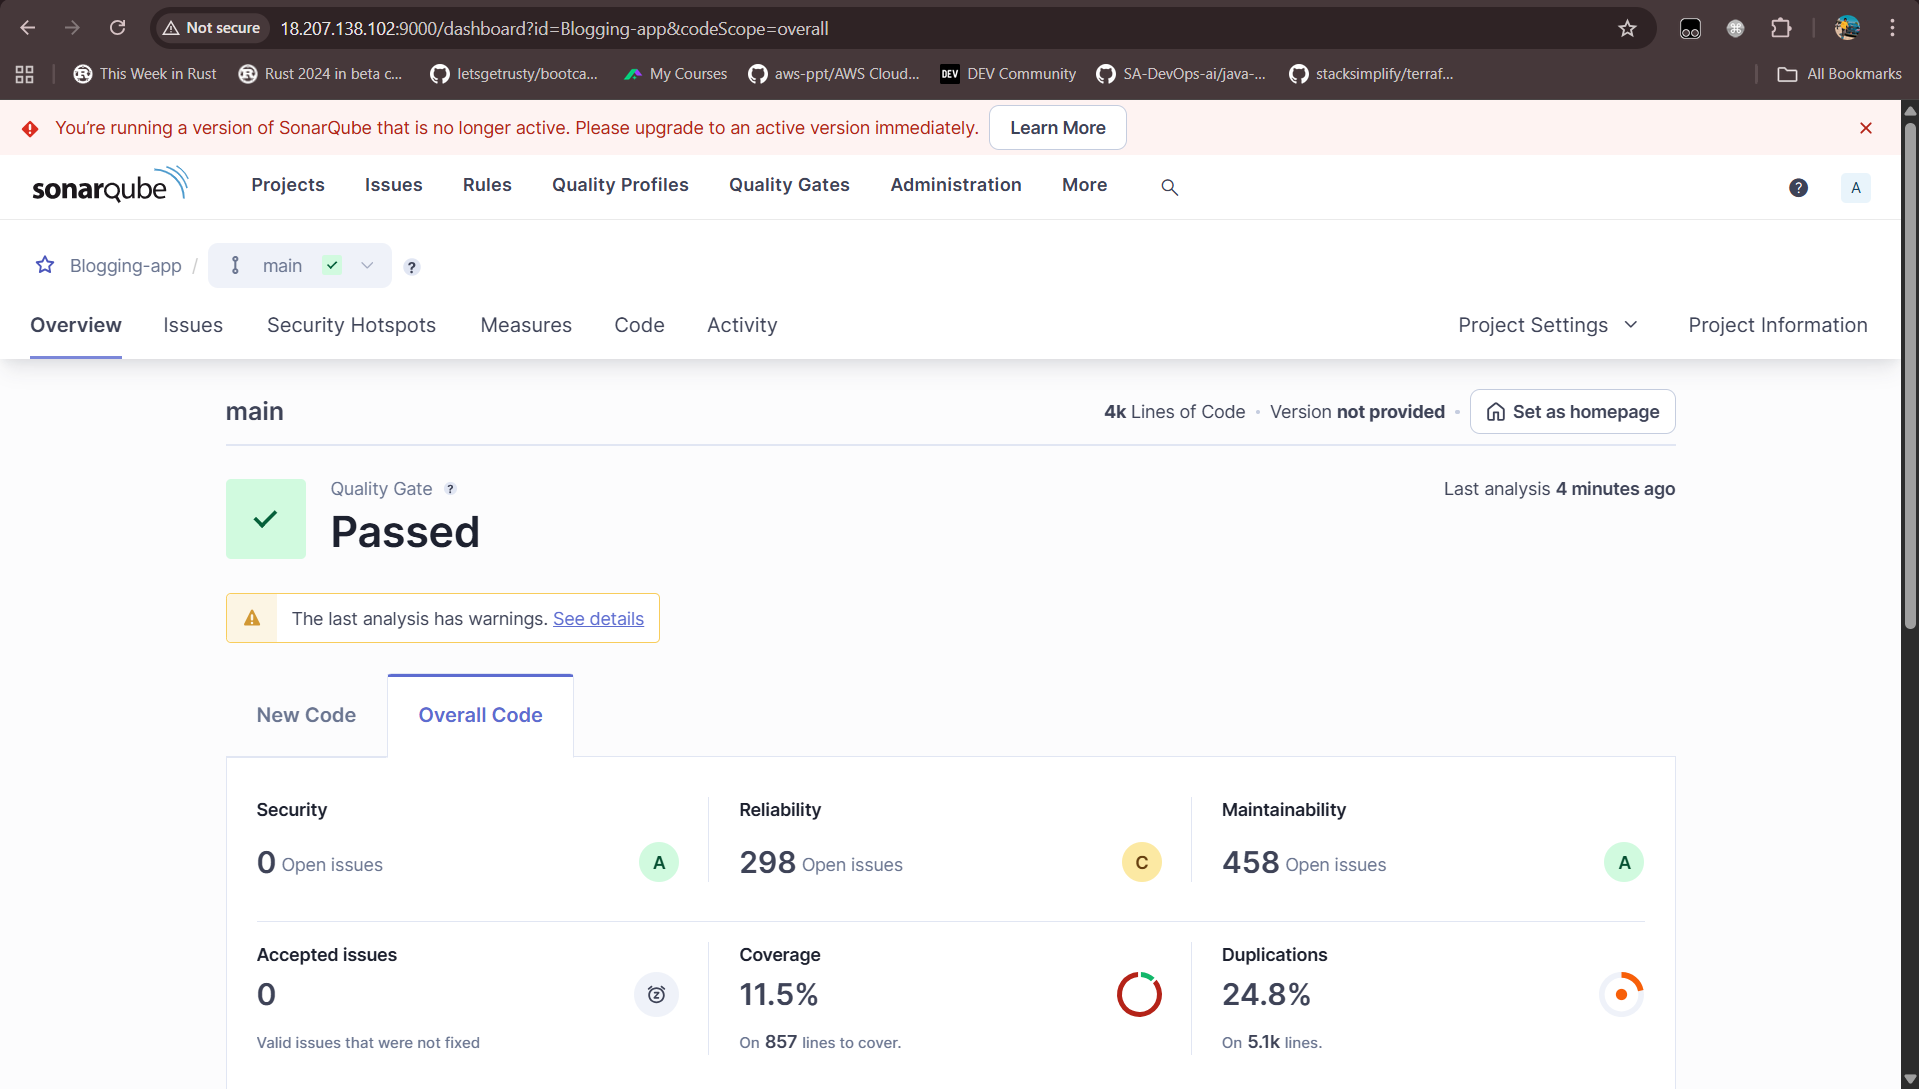 Not secure 18.207.138.102:9000/dashboard?id=Blogging-app&codeScope=overall
This Week in Rust Rust 2024 in beta c... letsgetrusty/bootca... My Courses aws-ppt/AWS Cloud... DEV DEV Community SA-DevOps-ai/java-... stacksimplify/terraf... All Bookmarks
You're running a version of SonarQube that is no longer active. Please upgrade to an active version immediately. Learn More
sonarqube Projects Issues Rules Quality Profiles Quality Gates Administration More ? A
Blogging-app / main ?
Overview Issues Security Hotspots Measures Code Activity Project Settings Project Information
main 4k Lines of Code • Version not provided • Set as homepage
Quality Gate ? Last analysis 4 minutes ago
Passed
The last analysis has warnings. See details
New Code Overall Code
Security Reliability Maintainability
0 Open issues A 298 Open issues C 458 Open issues A
Accepted issues Coverage Duplications
0 11.5% 24.8%
Valid issues that were not fixed On 857 lines to cover. On 5.1k lines.